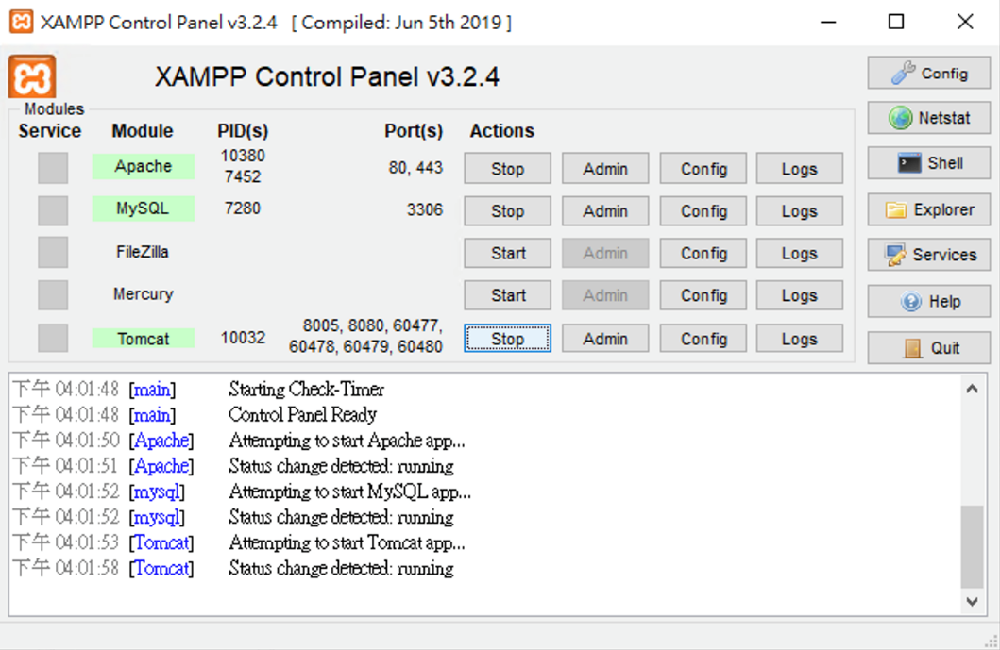 XAMPP Control Panel v3.2.4 [ Compiled: Jun 5th 2019 ]
XAMPP Control Panel v3.2.4
Config
Modules
Service Module PID(s) Port(s) Actions
Netstat
Apache 10380 7452 80, 443 Stop Admin Config Logs
Shell
MySQL 7280 3306 Stop Admin Config Logs
Explorer
FileZilla Start Admin Config Logs
Services
Mercury Start Admin Config Logs
Help
Tomcat 10032 8005, 8080, 60477, 60478, 60479, 60480 Stop Admin Config Logs
Quit
下午 04:01:48 [main] Starting Check-Timer
下午 04:01:48 [main] Control Panel Ready
下午 04:01:50 [Apache] Attempting to start Apache app...
下午 04:01:51 [Apache] Status change detected: running
下午 04:01:52 [mysql] Attempting to start MySQL app...
下午 04:01:52 [mysql] Status change detected: running
下午 04:01:53 [Tomcat] Attempting to start Tomcat app...
下午 04:01:58 [Tomcat] Status change detected: running